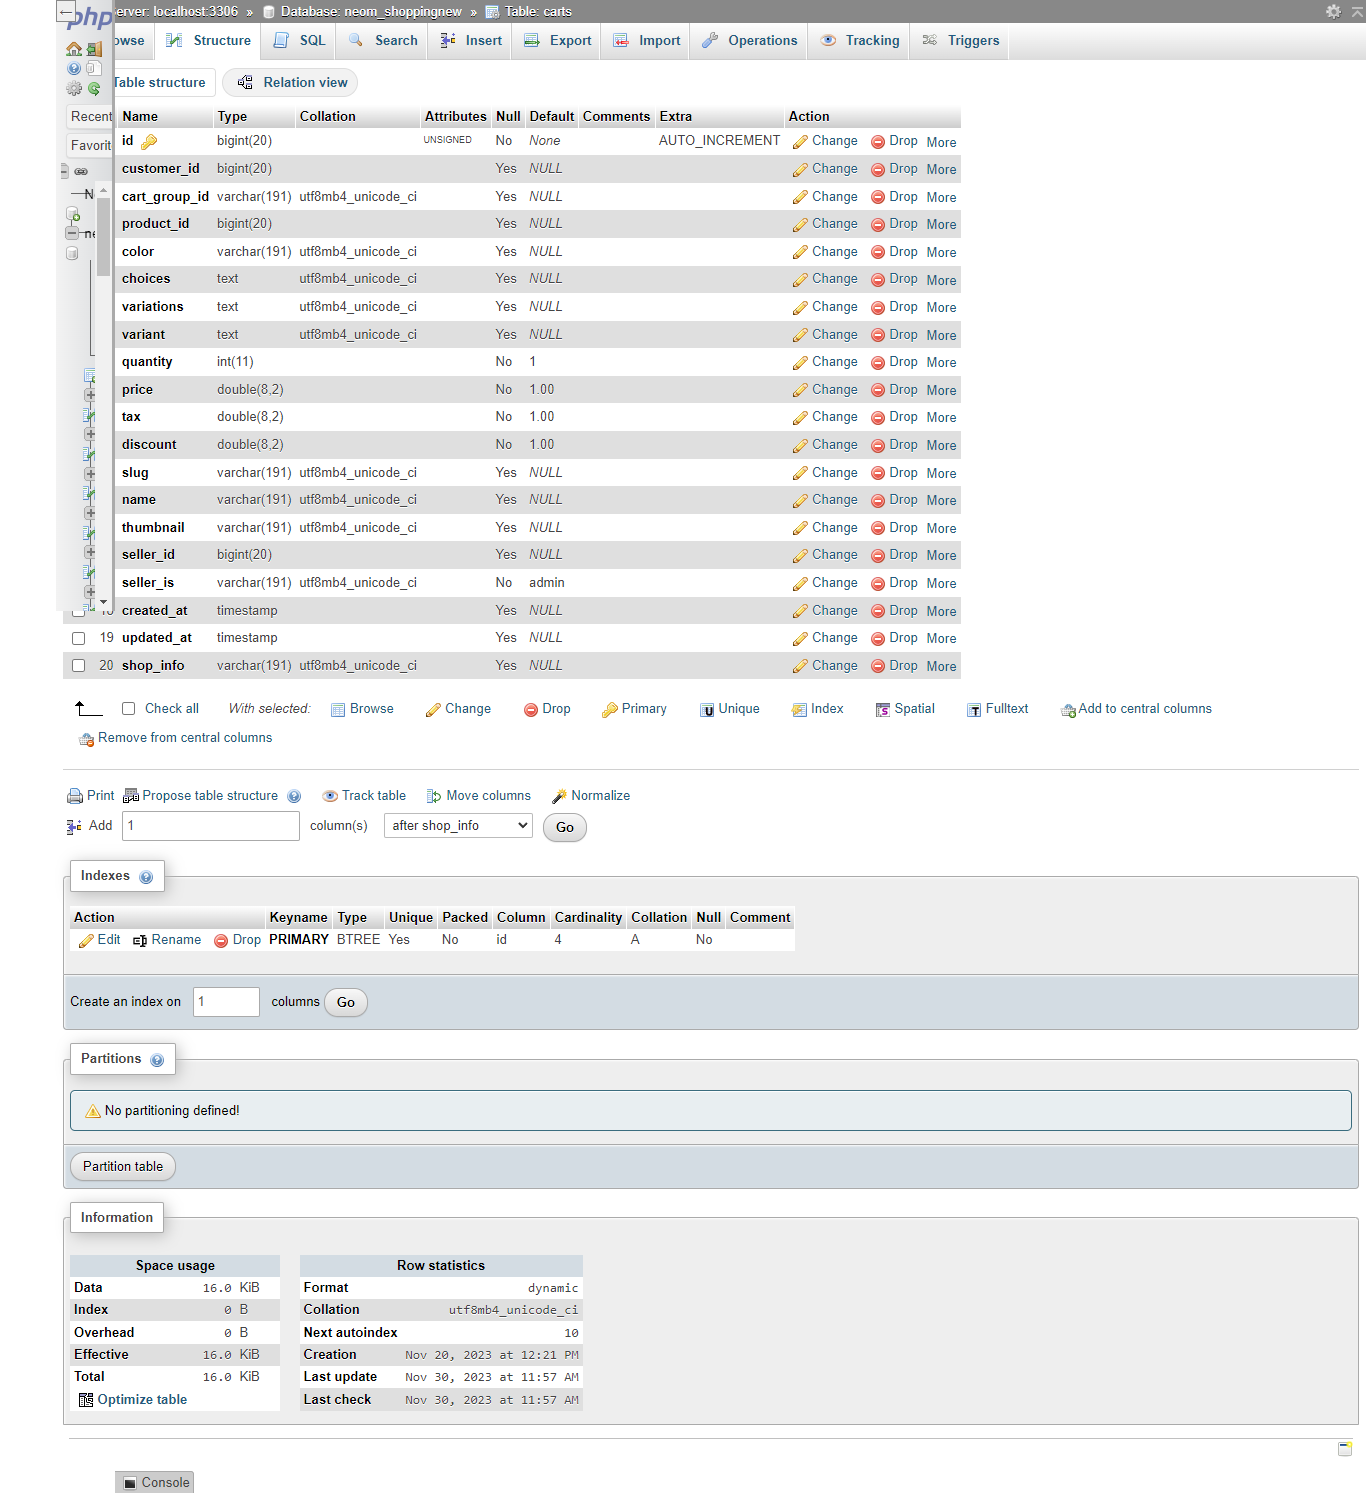 erver: localhost:3306 » Database: neom_shoppingnew » Table: carts
php
owse Structure SQL Search Insert Export Import Operations Tracking Triggers
Table structure Relation view
Recent
Favorit
N
ne
Name Type Collation Attributes Null Default Comments Extra Action
id bigint(20) UNSIGNED No None AUTO_INCREMENT Change Drop More
customer_id bigint(20) Yes NULL Change Drop More
cart_group_id varchar(191) utf8mb4_unicode_ci Yes NULL Change Drop More
product_id bigint(20) Yes NULL Change Drop More
color varchar(191) utf8mb4_unicode_ci Yes NULL Change Drop More
choices text utf8mb4_unicode_ci Yes NULL Change Drop More
variations text utf8mb4_unicode_ci Yes NULL Change Drop More
variant text utf8mb4_unicode_ci Yes NULL Change Drop More
quantity int(11) No 1 Change Drop More
price double(8,2) No 1.00 Change Drop More
tax double(8,2) No 1.00 Change Drop More
discount double(8,2) No 1.00 Change Drop More
slug varchar(191) utf8mb4_unicode_ci Yes NULL Change Drop More
name varchar(191) utf8mb4_unicode_ci Yes NULL Change Drop More
thumbnail varchar(191) utf8mb4_unicode_ci Yes NULL Change Drop More
seller_id bigint(20) Yes NULL Change Drop More
seller_is varchar(191) utf8mb4_unicode_ci No admin Change Drop More
created_at timestamp Yes NULL Change Drop More
19 updated_at timestamp Yes NULL Change Drop More
20 shop_info varchar(191) utf8mb4_unicode_ci Yes NULL Change Drop More
Check all With selected: Browse Change Drop Primary Unique Index Spatial Fulltext Add to central columns
Remove from central columns
Print Propose table structure Track table Move columns Normalize
Add 1 column(s) after shop_info Go
Indexes
Action Keyname Type Unique Packed Column Cardinality Collation Null Comment
Edit Rename Drop PRIMARY BTREE Yes No id 4 A No
Create an index on 1 columns Go
Partitions
No partitioning defined!
Partition table
Information
Space usage
Data 16.0 KiB
Index 0 B
Overhead 0 B
Effective 16.0 KiB
Total 16.0 KiB
Optimize table
Row statistics
Format dynamic
Collation utf8mb4_unicode_ci
Next autoindex 10
Creation Nov 20, 2023 at 12:21 PM
Last update Nov 30, 2023 at 11:57 AM
Last check Nov 30, 2023 at 11:57 AM
Console